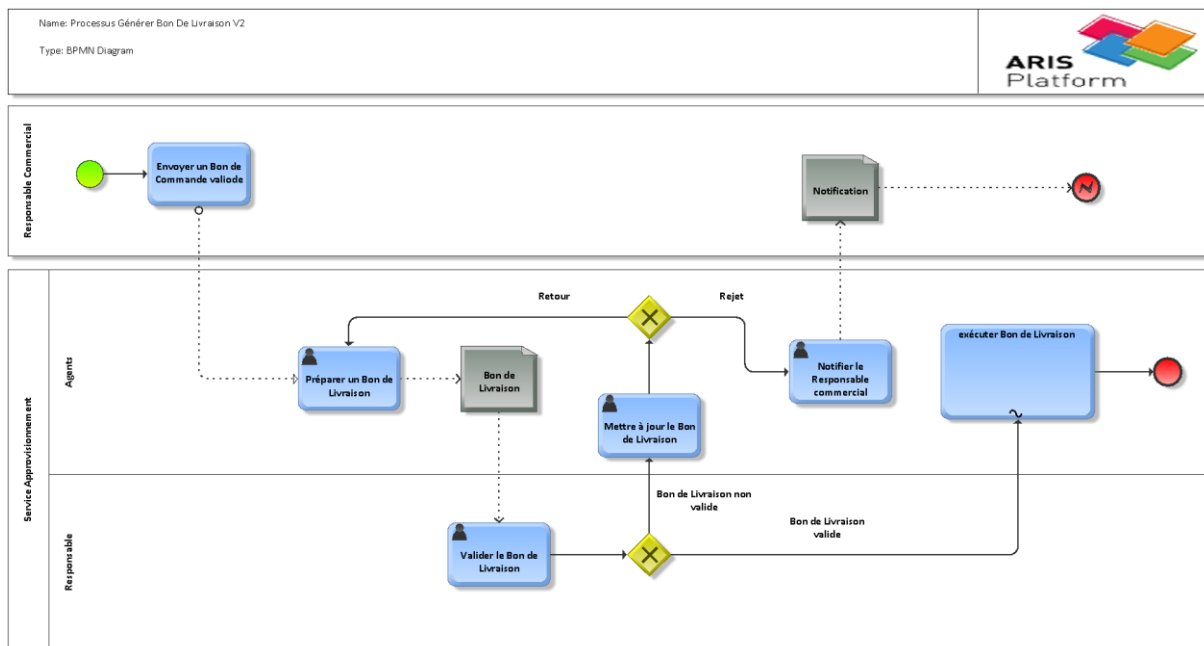 Name: Processus Générer Bon De Livraison V2
Type: BPMN Diagram
ARIS
Platform
Responsable Commercial
Envoyer un Bon de
Commande valiode
Notification
Service Approvisionnement
Agents
Retour
Rejet
Préparer un Bon de
Livraison
Bon de
Livraison
Mettre à jour le Bon
de Livraison
Notifier le
Responsable
commercial
exécuter Bon de Livraison
Responsable
Bon de Livraison non
valide
Bon de Livraison
valide
Valider le Bon de
Livraison